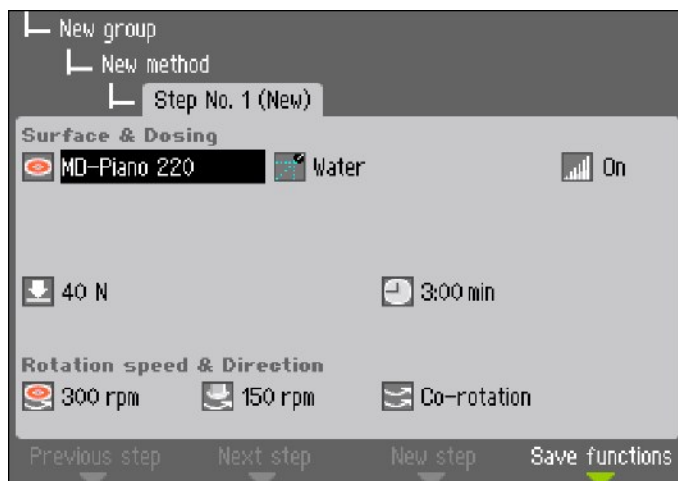 New group
New method
Step No. 1 (New)
Surface & Dosing
MD-Piano 220 Water On
40 N 3:00 min
Rotation speed & Direction
300 rpm 150 rpm Co-rotation
Previous step Next step New step Save functions